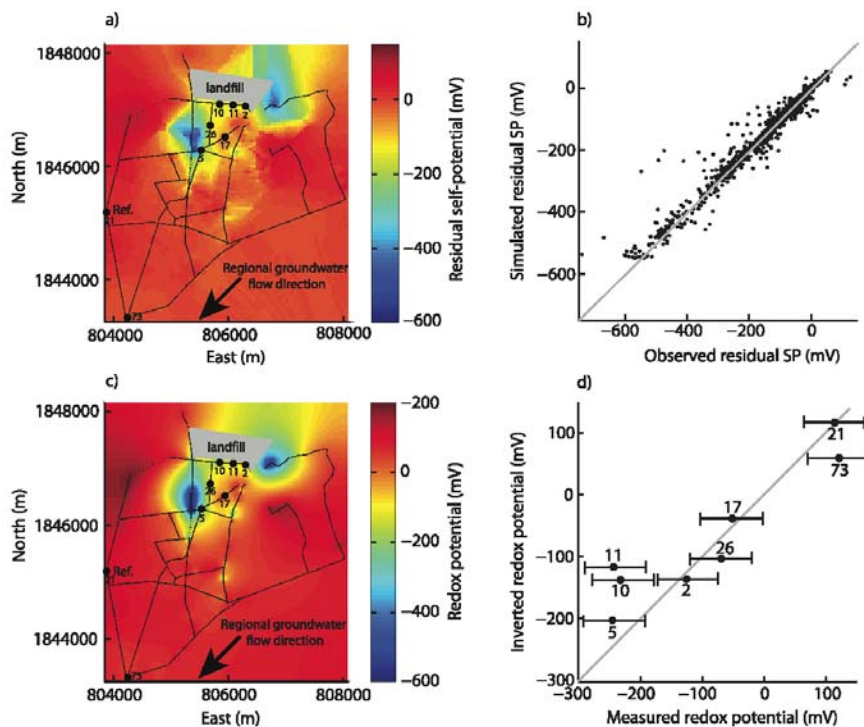 a)
1848000
1846000
1844000
North (m)
landfill
10 11 2
26
17
5
Ref.
21
73
Regional groundwater
flow direction
804000 806000 808000
East (m)
0
−200
−400
−600
Residual self-potential (mV)
b)
0
−200
−400
−600
Simulated residual SP (mV)
−600 −400 −200 0
Observed residual SP (mV)
c)
1848000
1846000
1844000
North (m)
landfill
10 11 2
26
17
5
Ref.
Regional groundwater
flow direction
804000 806000 808000
East (m)
−200
0
−200
−400
−600
Redox potential (mV)
d)
100
0
−100
−200
−300
Inverted redox potential (mV)
21
73
17
26
11
10
2
5
−300 −200 −100 0 100
Measured redox potential (mV)